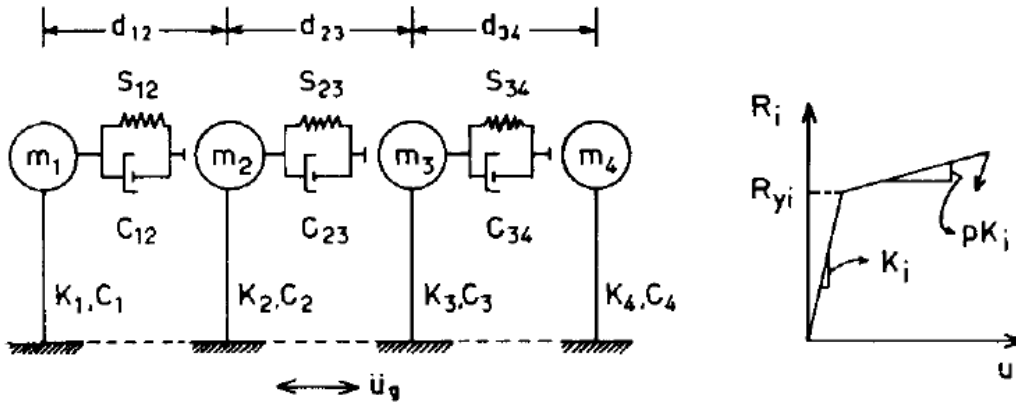 d12 d23 d34
S12 S23 S34
m1 m2 m3 m4
C12 C23 C34
K1,C1 K2,C2 K3,C3 K4,C4
üg
Ri
Ryi
pKi
Ki
u